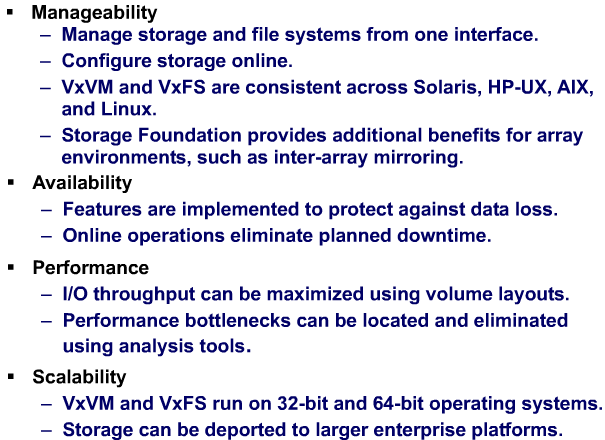 ▪ Manageability
– Manage storage and file systems from one interface.
– Configure storage online.
– VxVM and VxFS are consistent across Solaris, HP-UX, AIX,
and Linux.
– Storage Foundation provides additional benefits for array
environments, such as inter-array mirroring.
▪ Availability
– Features are implemented to protect against data loss.
– Online operations eliminate planned downtime.
▪ Performance
– I/O throughput can be maximized using volume layouts.
– Performance bottlenecks can be located and eliminated
using analysis tools.
▪ Scalability
– VxVM and VxFS run on 32-bit and 64-bit operating systems.
– Storage can be deported to larger enterprise platforms.